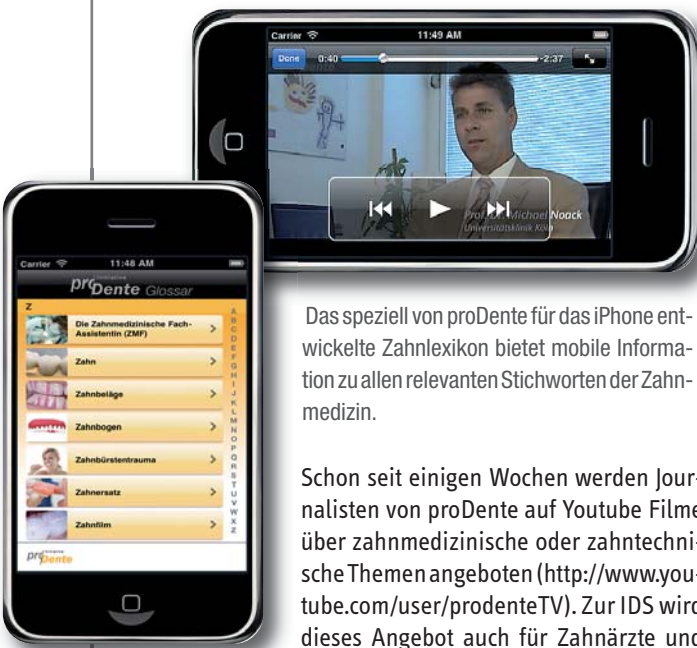 Carrier 11:49 AM
Done 0:40 -2:37
Prof. Dr. Michael Noack
Universitätsklinik Köln
Carrier 11:48 AM
initiative
proDente Glossar
Z
Die Zahnmedizinische Fach-
Assistentin (ZMF)
Zahn
Zahnbeläge
Zahnbogen
Zahnbürstentrauma
Zahnersatz
Zahnfilm
A
B
C
D
E
F
G
H
I
J
K
L
M
N
O
P
Q
R
S
T
U
V
W
X
Z
initiative
proDente
Das speziell von proDente für das iPhone ent-
wickelte Zahnlexikon bietet mobile Informa-
tion zu allen relevanten Stichworten der Zahn-
medizin.
Schon seit einigen Wochen werden Jour-
nalisten von proDente auf Youtube Filme
über zahnmedizinische oder zahntechni-
sche Themen angeboten (http://www.you-
tube.com/user/prodenteTV). Zur IDS wird
dieses Angebot auch für Zahnärzte und